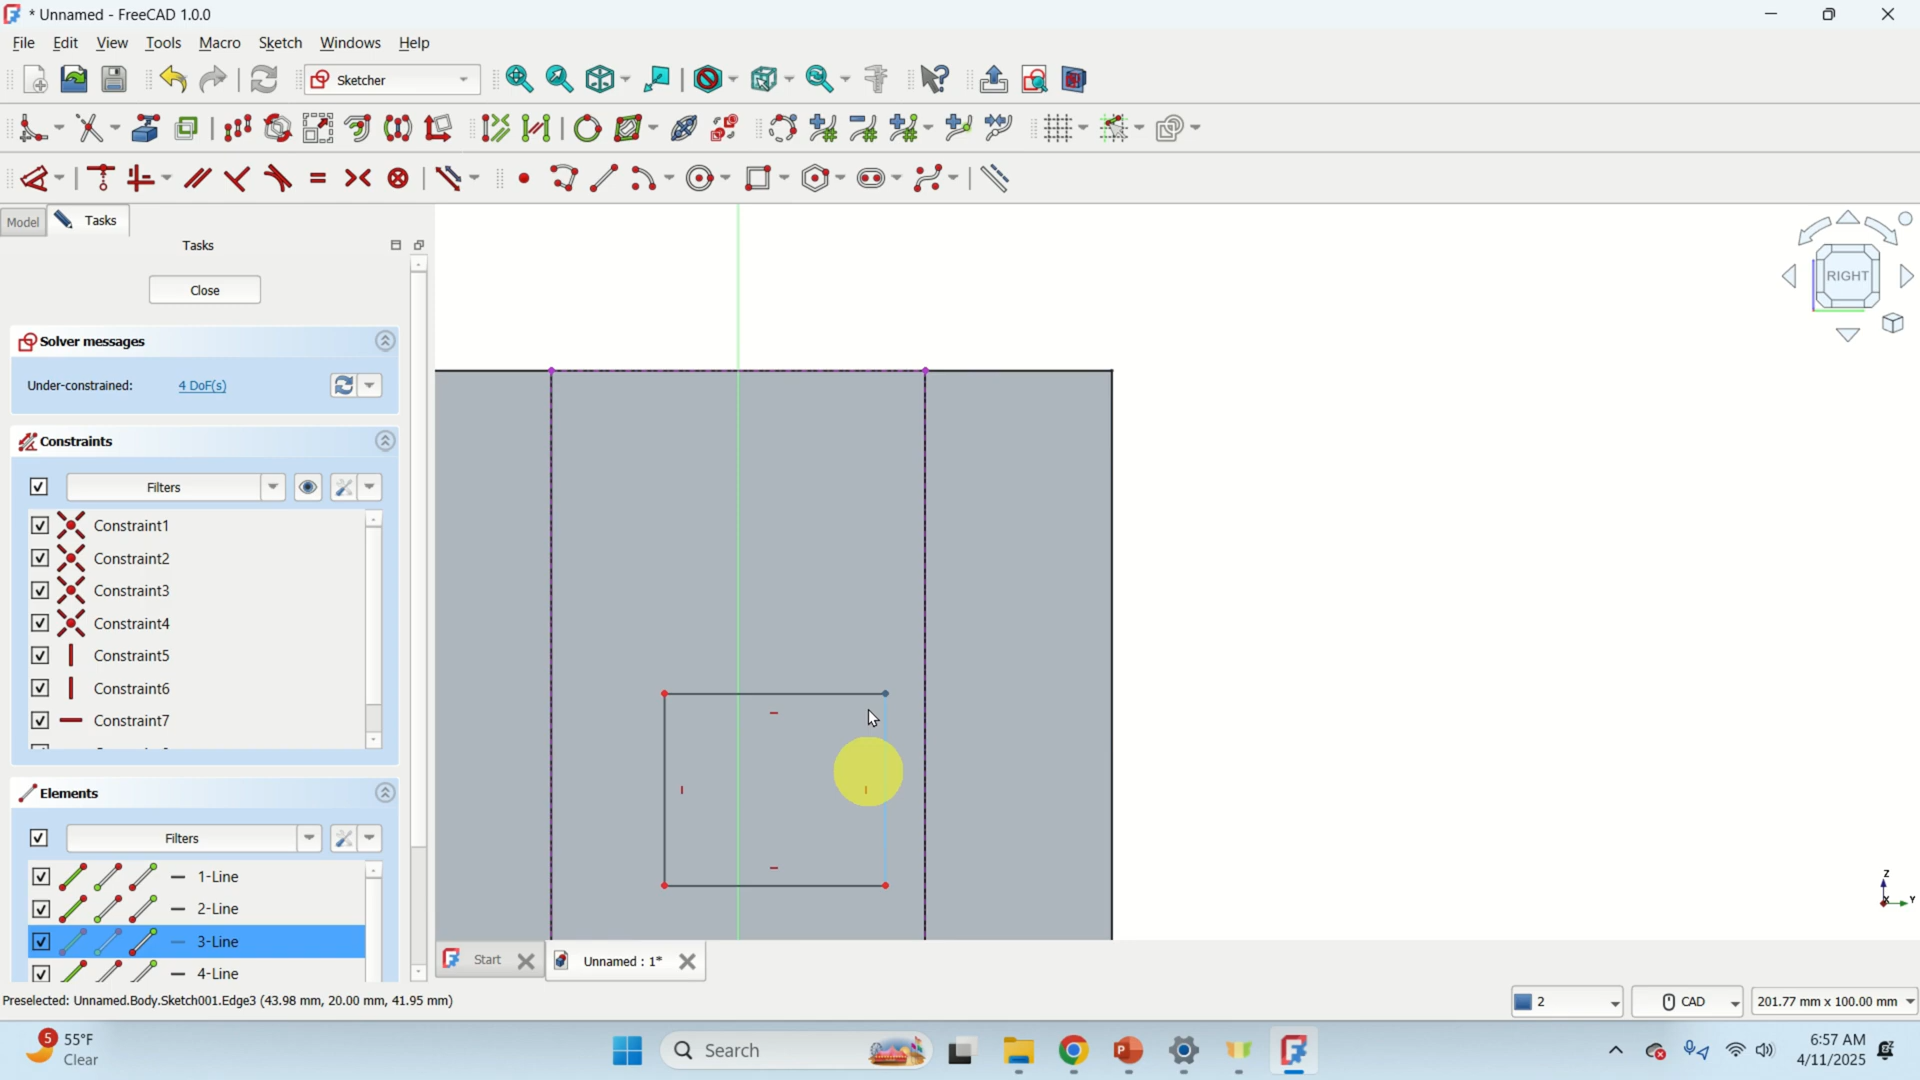 * Unnamed - FreeCAD 1.0.0
File Edit View Tools Macro Sketch Windows Help
Sketcher
Model Tasks
Tasks
Close
Solver messages
Under-constrained: 4 DoF(s)
Constraints
Filters
Constraint1
Constraint2
Constraint3
Constraint4
Constraint5
Constraint6
Constraint7
Elements
Filters
1-Line
2-Line
3-Line
4-Line
RIGHT
Z
X Y
Start Unnamed : 1*
Preselected: Unnamed.Body.Sketch001.Edge3 (43.98 mm, 20.00 mm, 41.95 mm)
2 CAD 201.77 mm x 100.00 mm
5 55°F
Clear
Search
6:57 AM
4/11/2025